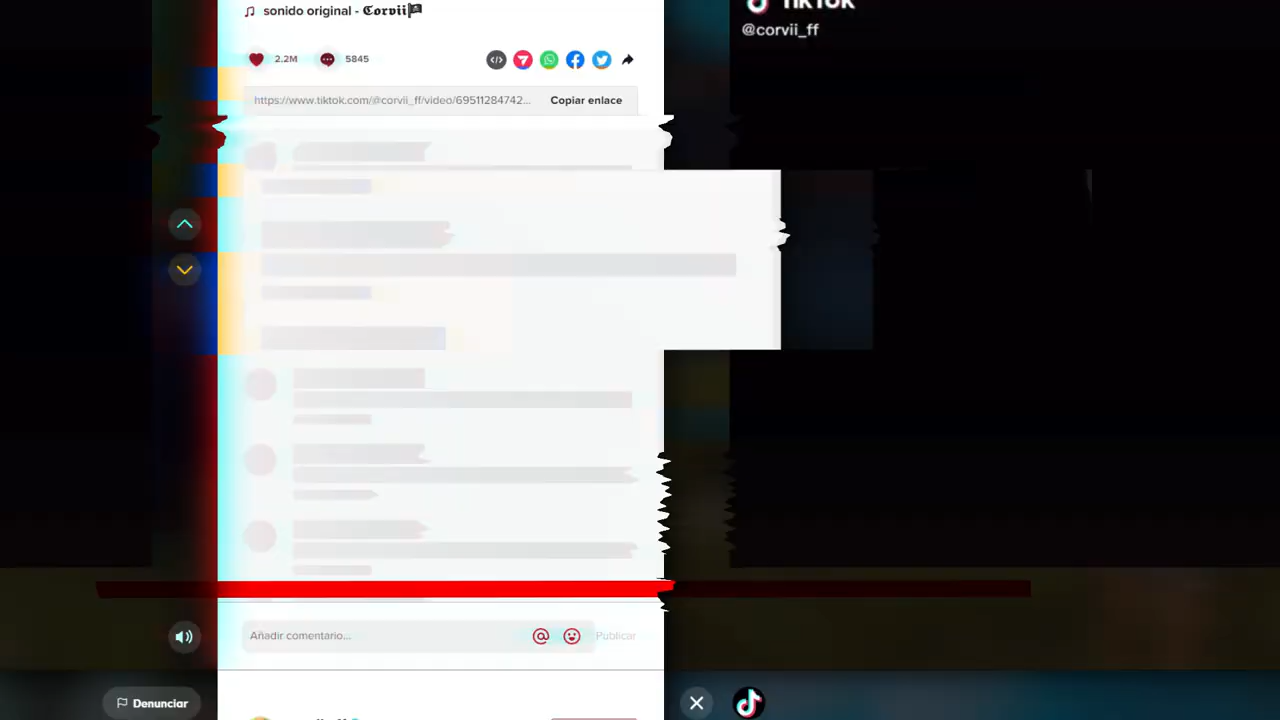 sonido original - 𝕮𝖔𝖗𝖛𝖎𝖎🏴‍☠️
2.2M 5845
https://www.tiktok.com/@corvii_ff/video/69511284742...
Copiar enlace
TikTok
@corvii_ff
Añadir comentario...
Publicar
Denunciar